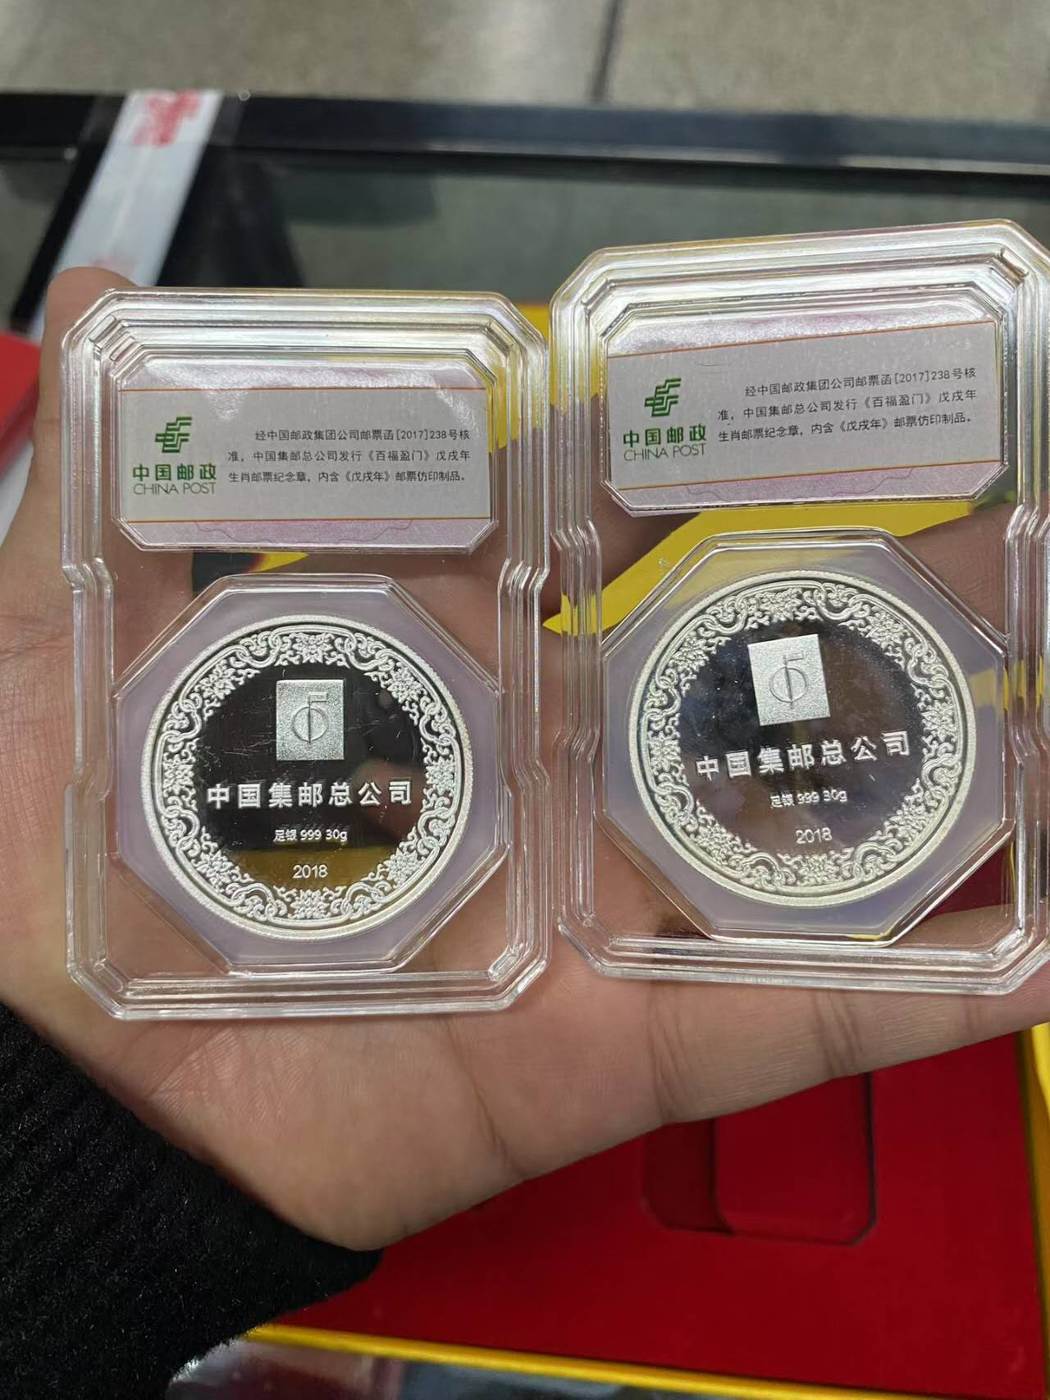 中国邮政
CHINA POST
经中国邮政集团公司邮票函[2017]238号核
准，中国集邮总公司发行《百福盈门》戊戌年
生肖邮票纪念章，内含《戊戌年》邮票仿印制品。
中国集邮总公司
足银 999 30g
2018
中国邮政
CHINA POST
经中国邮政集团公司邮票函[2017]238号核
准，中国集邮总公司发行《百福盈门》戊戌年
生肖邮票纪念章，内含《戊戌年》邮票仿印制品。
中国集邮总公司
足银 999 30g
2018